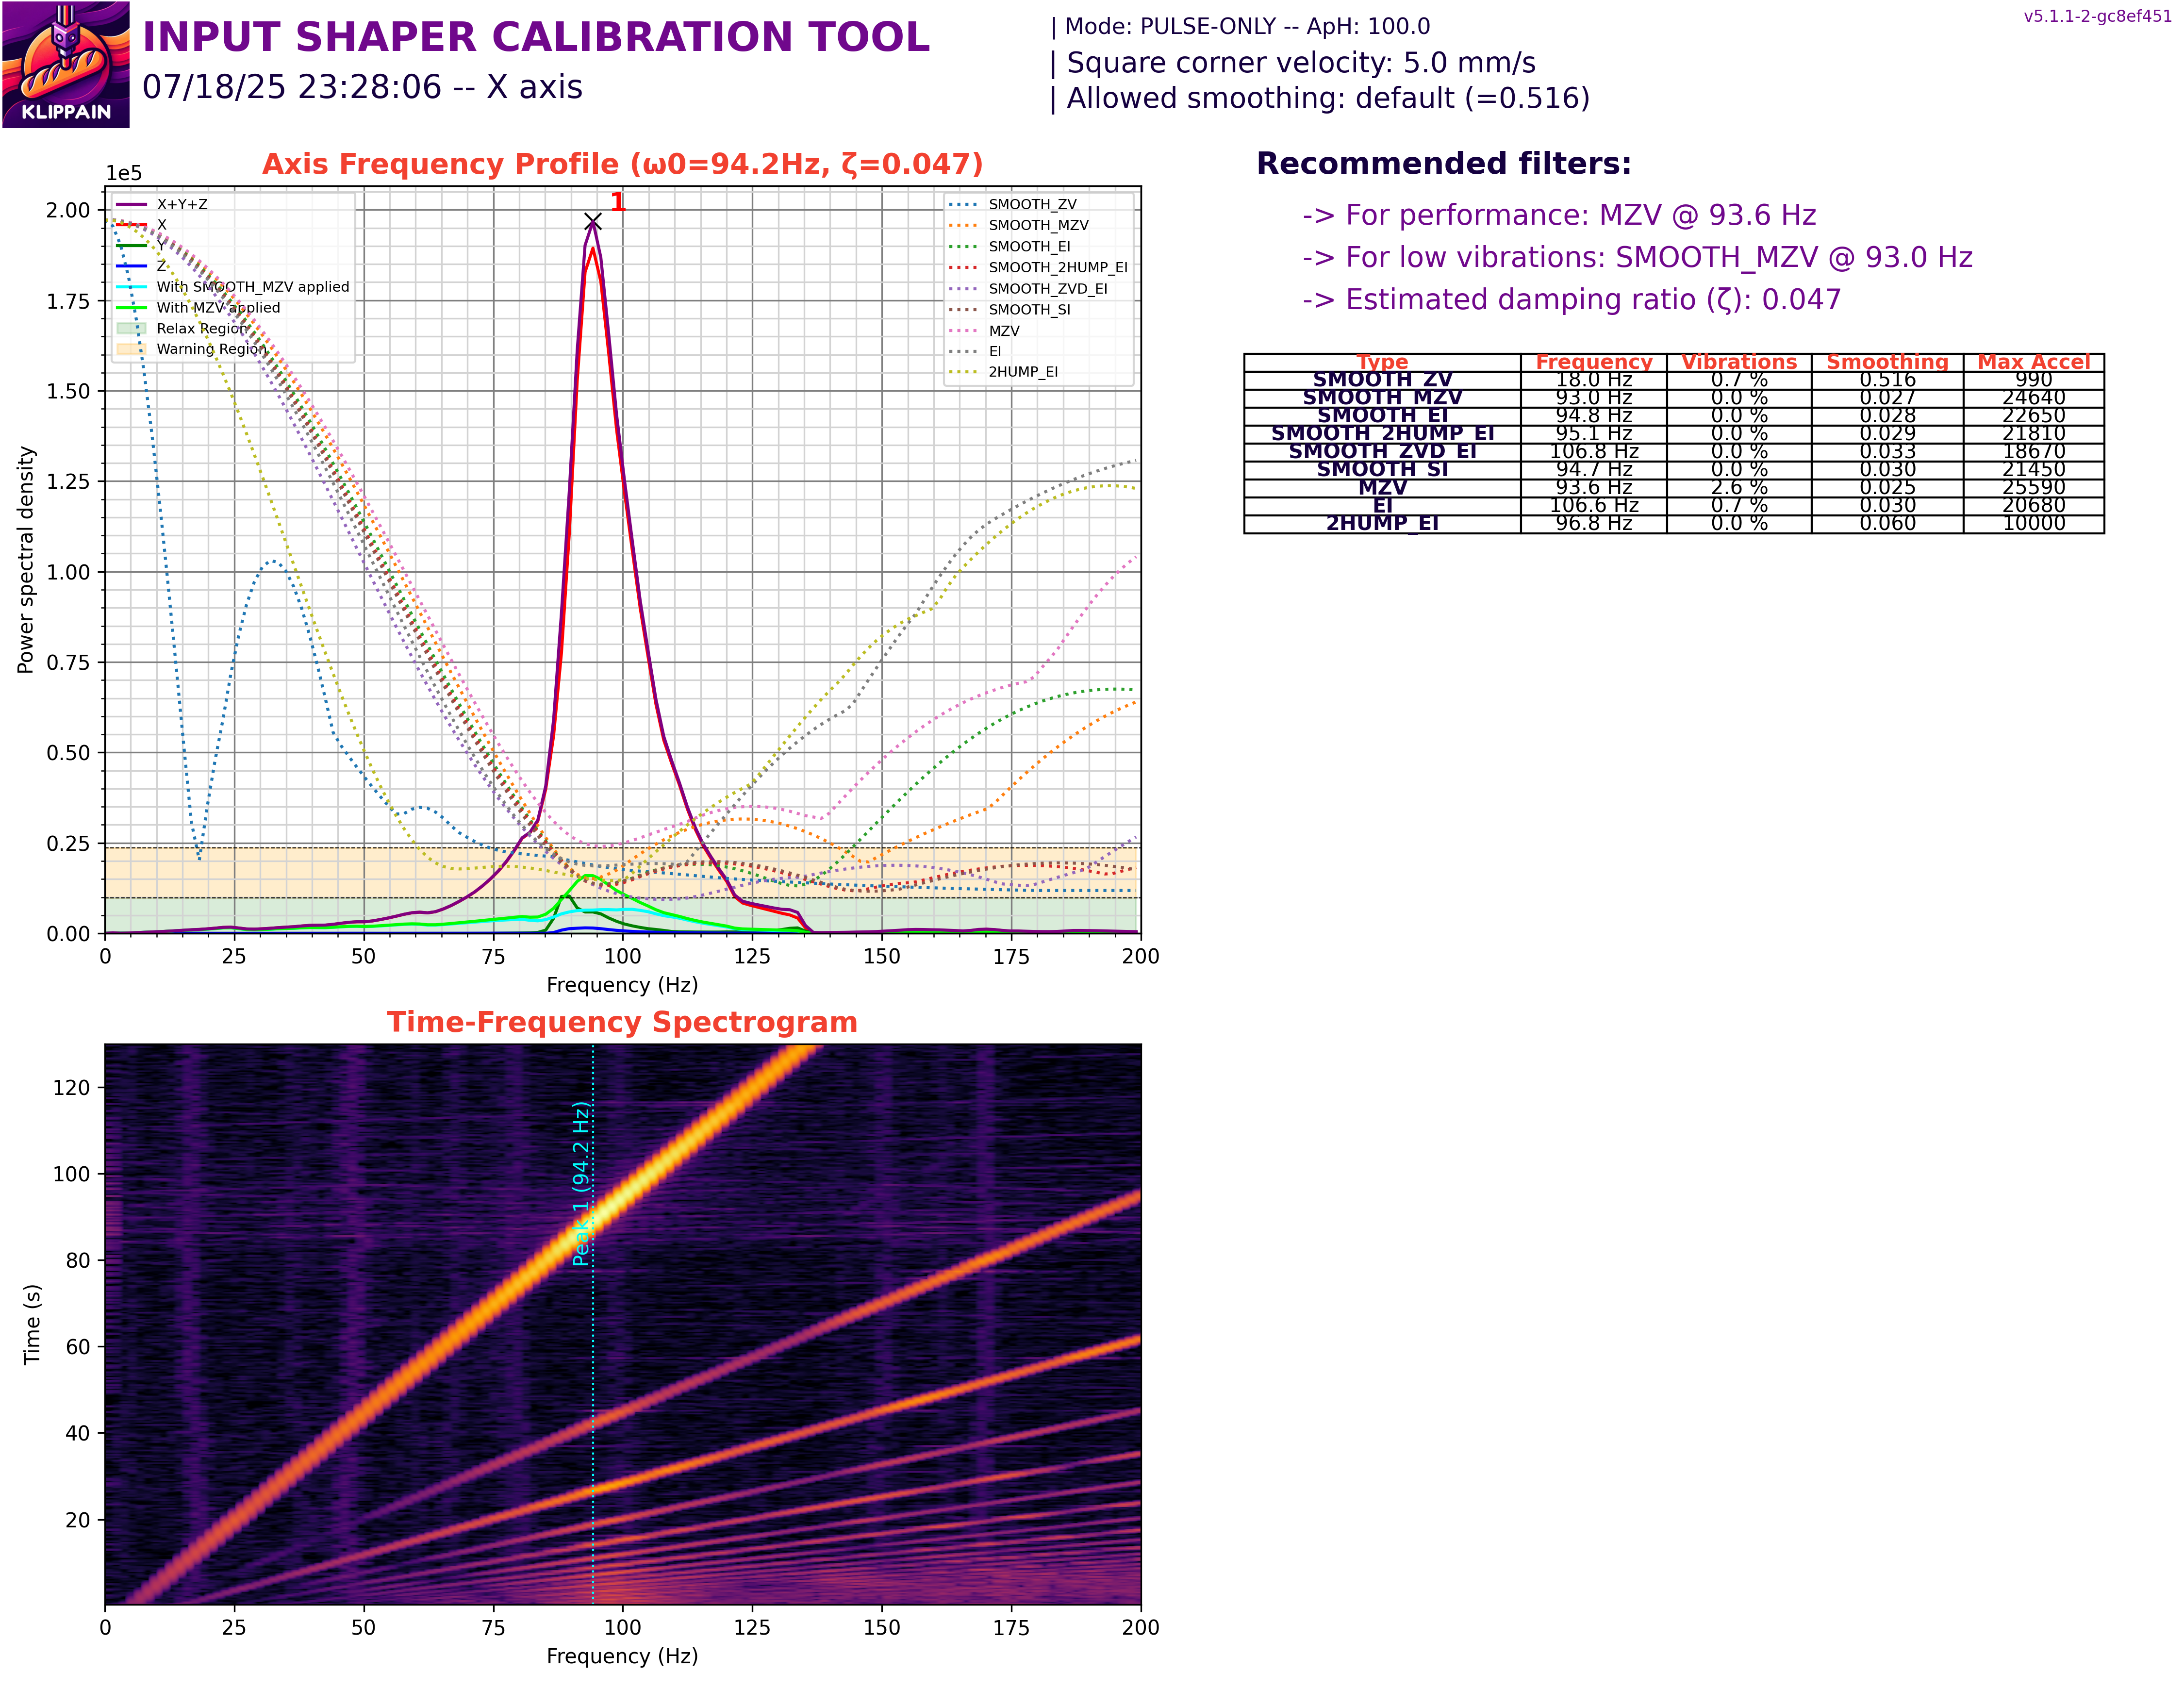 KLIPPAIN
INPUT SHAPER CALIBRATION TOOL
07/18/25 23:28:06 -- X axis
| Mode: PULSE-ONLY -- ApH: 100.0
| Square corner velocity: 5.0 mm/s
| Allowed smoothing: default (=0.516)
v5.1.1-2-gc8ef451
Axis Frequency Profile (ω0=94.2Hz, ζ=0.047)
1e5
2.00
1.75
1.50
1.25
1.00
0.75
0.50
0.25
0.00
Power spectral density
X+Y+Z
X
Y
Z
With SMOOTH_MZV applied
With MZV applied
Relax Region
Warning Region
1
SMOOTH_ZV
SMOOTH_MZV
SMOOTH_EI
SMOOTH_2HUMP_EI
SMOOTH_ZVD_EI
SMOOTH_SI
MZV
EI
2HUMP_EI
0 25 50 75 100 125 150 175 200
Frequency (Hz)
Recommended filters:
-> For performance: MZV @ 93.6 Hz
-> For low vibrations: SMOOTH_MZV @ 93.0 Hz
-> Estimated damping ratio (ζ): 0.047
Type Frequency Vibrations Smoothing Max Accel
SMOOTH_ZV 18.0 Hz 0.7 % 0.516 990
SMOOTH_MZV 93.0 Hz 0.0 % 0.027 24640
SMOOTH_EI 94.8 Hz 0.0 % 0.028 22650
SMOOTH_2HUMP_EI 95.1 Hz 0.0 % 0.029 21810
SMOOTH_ZVD_EI 106.8 Hz 0.0 % 0.033 18670
SMOOTH_SI 94.7 Hz 0.0 % 0.030 21450
MZV 93.6 Hz 2.6 % 0.025 25590
EI 106.6 Hz 0.7 % 0.030 20680
2HUMP_EI 96.8 Hz 0.0 % 0.060 10000
Time-Frequency Spectrogram
120
100
80
60
40
20
Time (s)
Peak 1 (94.2 Hz)
0 25 50 75 100 125 150 175 200
Frequency (Hz)